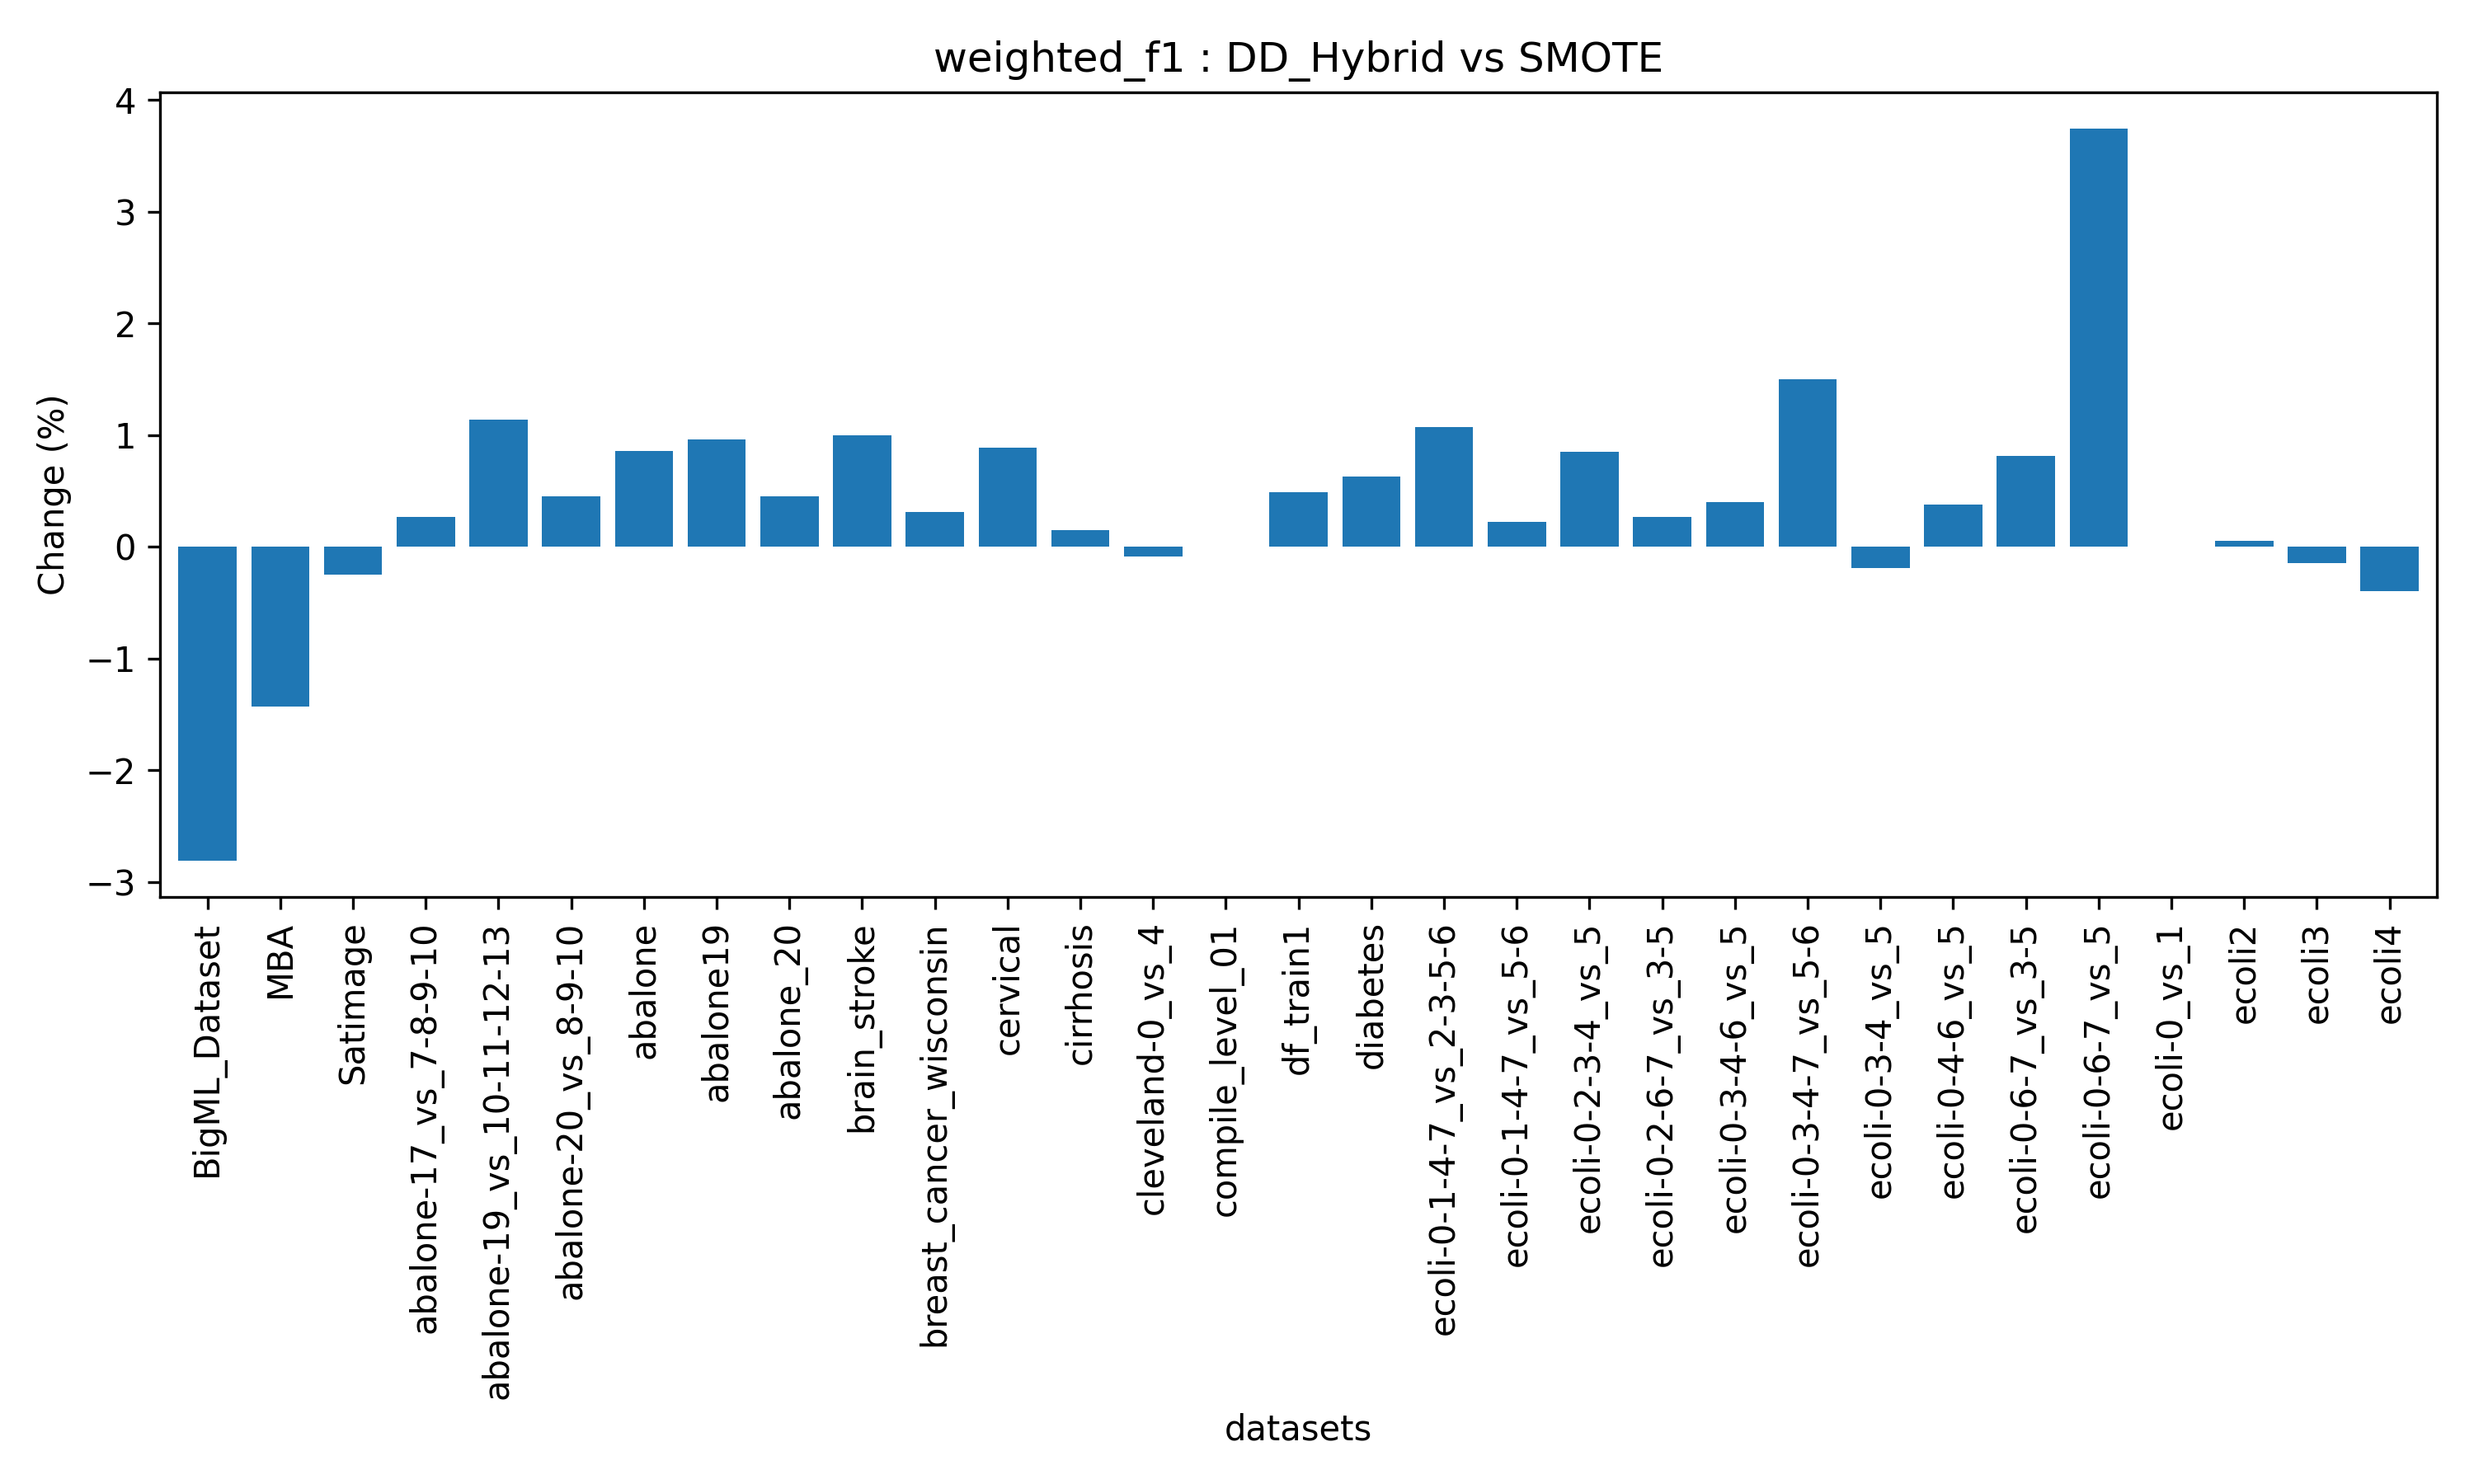 weighted_f1 : DD_Hybrid vs SMOTE
4
3
2
1
0
−1
−2
−3
Change (%)
BigML_Dataset
MBA
Satimage
abalone-17_vs_7-8-9-10
abalone-19_vs_10-11-12-13
abalone-20_vs_8-9-10
abalone
abalone19
abalone_20
brain_stroke
breast_cancer_wisconsin
cervical
cirrhosis
cleveland-0_vs_4
compile_level_01
df_train1
diabetes
ecoli-0-1-4-7_vs_2-3-5-6
ecoli-0-1-4-7_vs_5-6
ecoli-0-2-3-4_vs_5
ecoli-0-2-6-7_vs_3-5
ecoli-0-3-4-6_vs_5
ecoli-0-3-4-7_vs_5-6
ecoli-0-3-4_vs_5
ecoli-0-4-6_vs_5
ecoli-0-6-7_vs_3-5
ecoli-0-6-7_vs_5
ecoli-0_vs_1
ecoli2
ecoli3
ecoli4
datasets